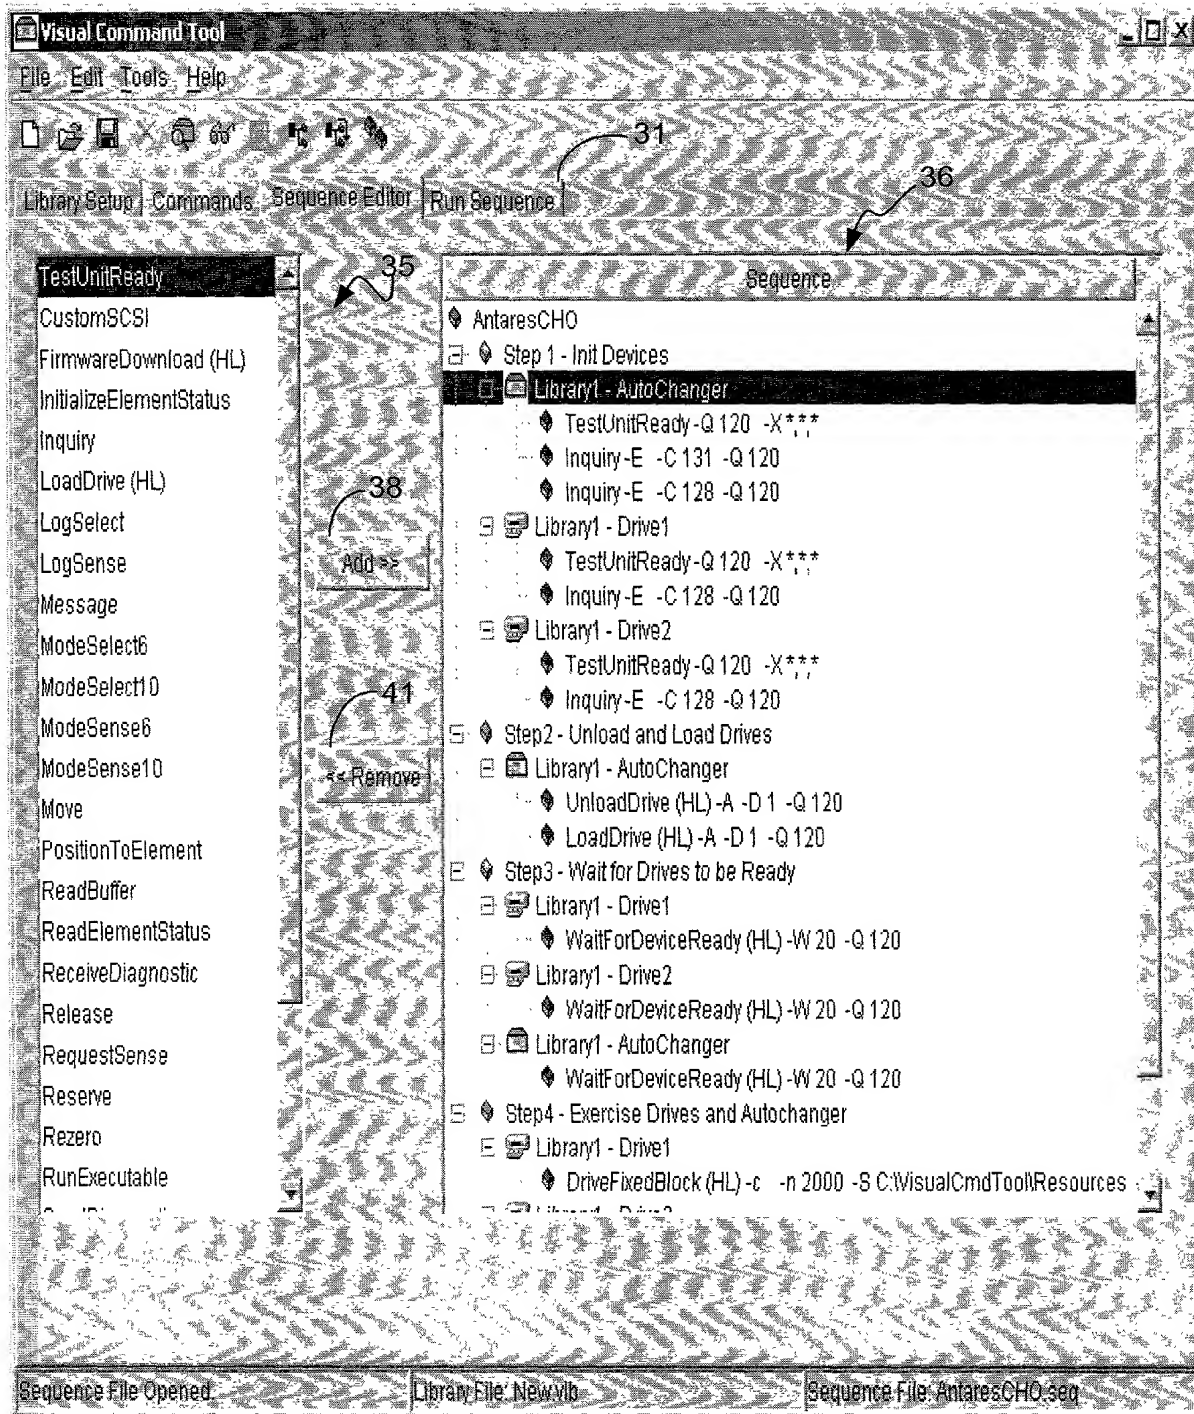 Visual Command Tool
File Edit Tools Help
31
36
Library Setup Commands Sequence Editor Run Sequence
35
TestUnitReady
CustomSCSI
FirmwareDownload (HL)
InitializeElementStatus
Inquiry
LoadDrive (HL)
LogSelect
LogSense
Message
ModeSelect6
ModeSelect10
ModeSense6
ModeSense10
Move
PositionToElement
ReadBuffer
ReadElementStatus
ReceiveDiagnostic
Release
RequestSense
Reserve
Rezero
RunExecutable
38
Add >>
41
<< Remove
Sequence
AntaresCHO
Step 1 - Init Devices
Library1 - AutoChanger
TestUnitReady -Q 120 -X *,*,*
Inquiry -E -C 131 -Q 120
Inquiry -E -C 128 -Q 120
Library1 - Drive1
TestUnitReady -Q 120 -X *,*,*
Inquiry -E -C 128 -Q 120
Library1 - Drive2
TestUnitReady -Q 120 -X *,*,*
Inquiry -E -C 128 -Q 120
Step2 - Unload and Load Drives
Library1 - AutoChanger
UnloadDrive (HL) -A -D 1 -Q 120
LoadDrive (HL) -A -D 1 -Q 120
Step3 - Wait for Drives to be Ready
Library1 - Drive1
WaitForDeviceReady (HL) -W 20 -Q 120
Library1 - Drive2
WaitForDeviceReady (HL) -W 20 -Q 120
Library1 - AutoChanger
WaitForDeviceReady (HL) -W 20 -Q 120
Step4 - Exercise Drives and Autochanger
Library1 - Drive1
DriveFixedBlock (HL) -c -n 2000 -S C:\VisualCmdTool\Resources
Sequence File Opened. Library File: New.vlb Sequence File: AntaresCHO.seq